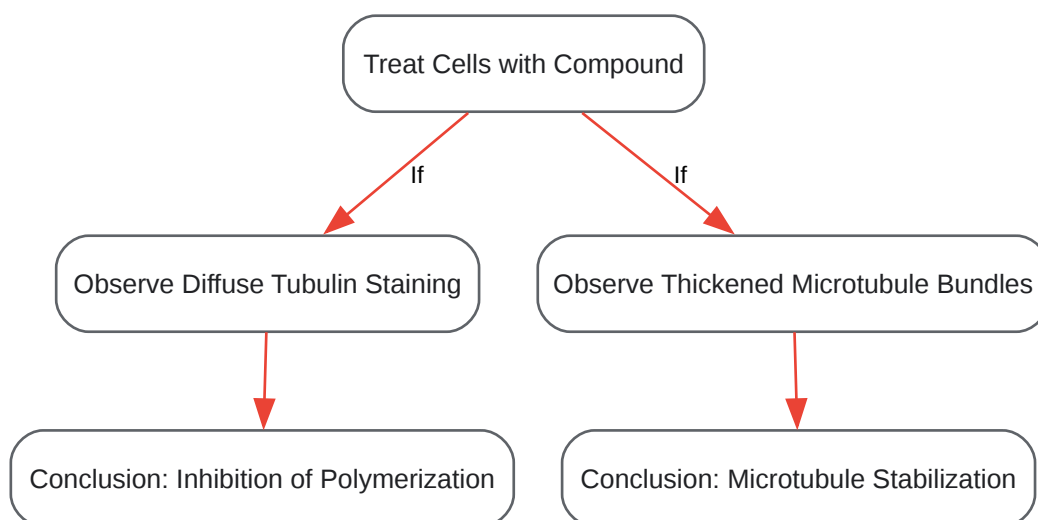 Treat Cells with Compound
If
If
Observe Diffuse Tubulin Staining
Observe Thickened Microtubule Bundles
Conclusion: Inhibition of Polymerization
Conclusion: Microtubule Stabilization